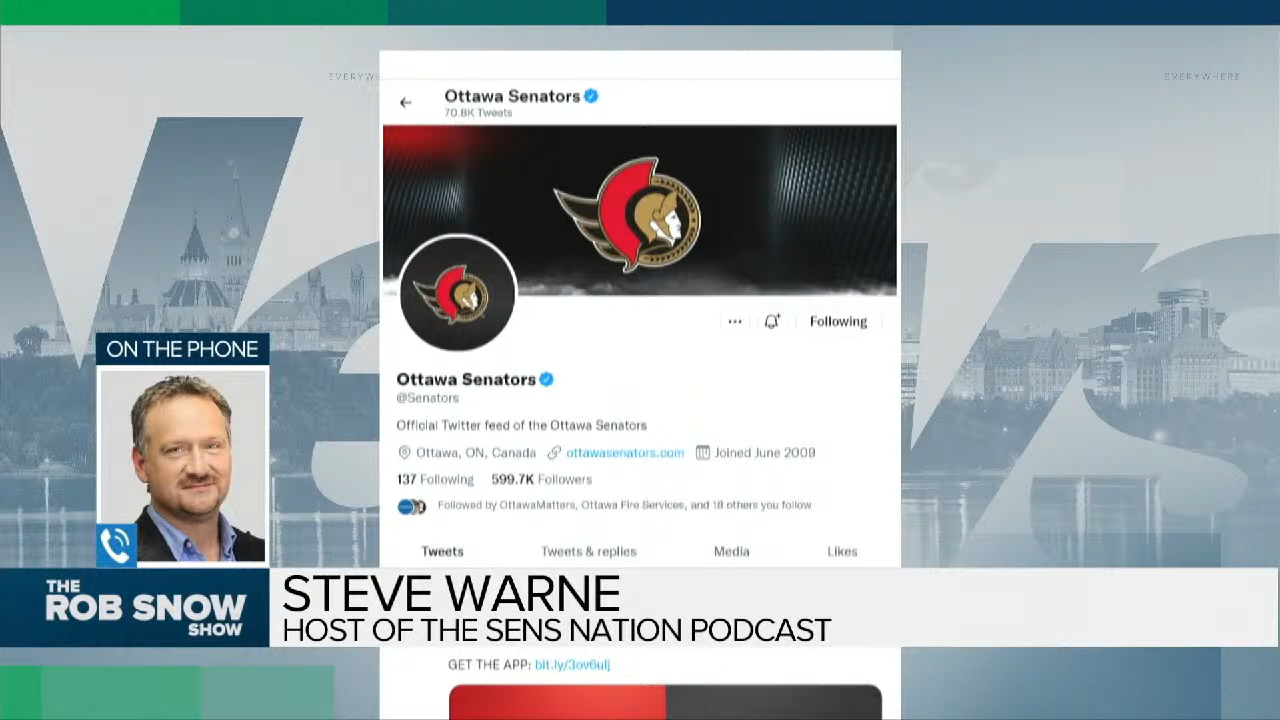 EVERYW
EVERYWHERE
Ottawa Senators
70.8K Tweets
Following
Ottawa Senators
@Senators
Official Twitter feed of the Ottawa Senators
Ottawa, ON, Canada ottawasenators.com Joined June 2009
137 Following 599.7K Followers
Followed by OttawaMatters, Ottawa Fire Services, and 18 others you follow
Tweets Tweets & replies Media Likes
ON THE PHONE
THE
ROB SNOW
SHOW
STEVE WARNE
HOST OF THE SENS NATION PODCAST
GET THE APP: bit.ly/3ov6ulj